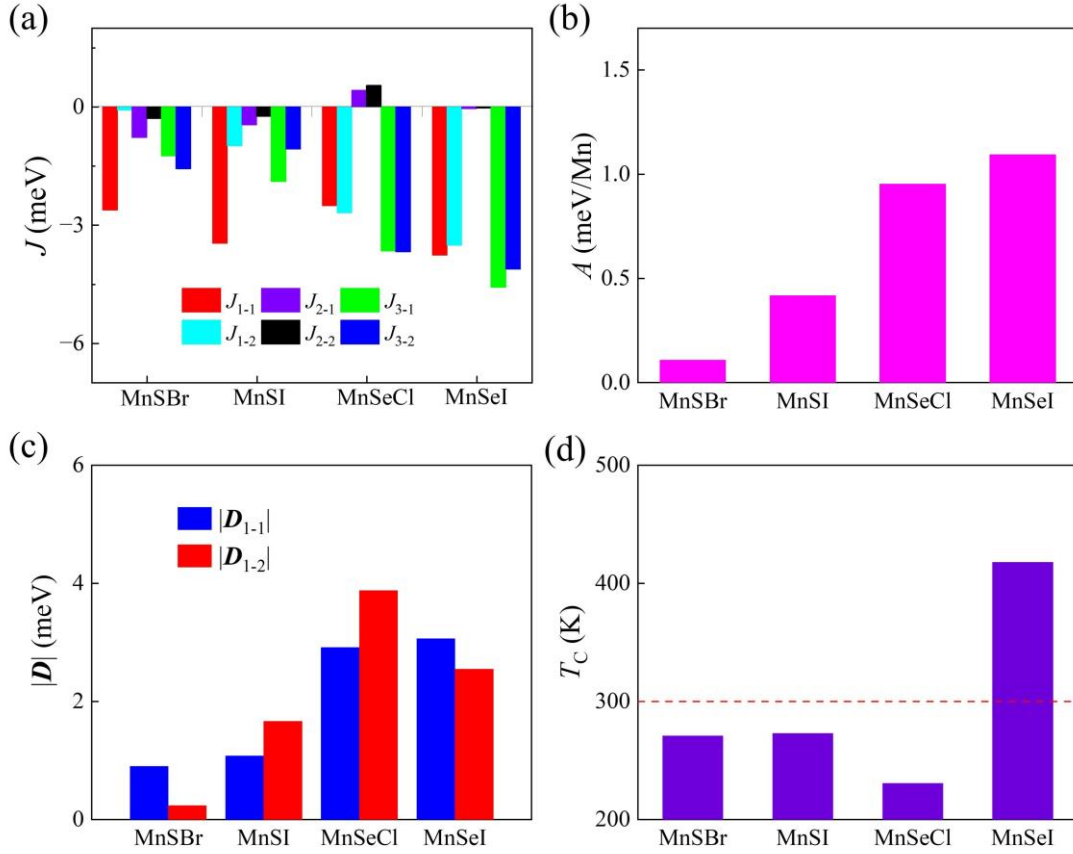 (a)
J (meV)
0
−3
−6
J₁₋₁ J₂₋₁ J₃₋₁
J₁₋₂ J₂₋₂ J₃₋₂
MnSBr MnSI MnSeCl MnSeI
(b)
A (meV/Mn)
1.5
1.0
0.5
0.0
MnSBr MnSI MnSeCl MnSeI
(c)
|D| (meV)
6
4
2
0
|D₁₋₁|
|D₁₋₂|
MnSBr MnSI MnSeCl MnSeI
(d)
T_C (K)
500
400
300
200
MnSBr MnSI MnSeCl MnSeI